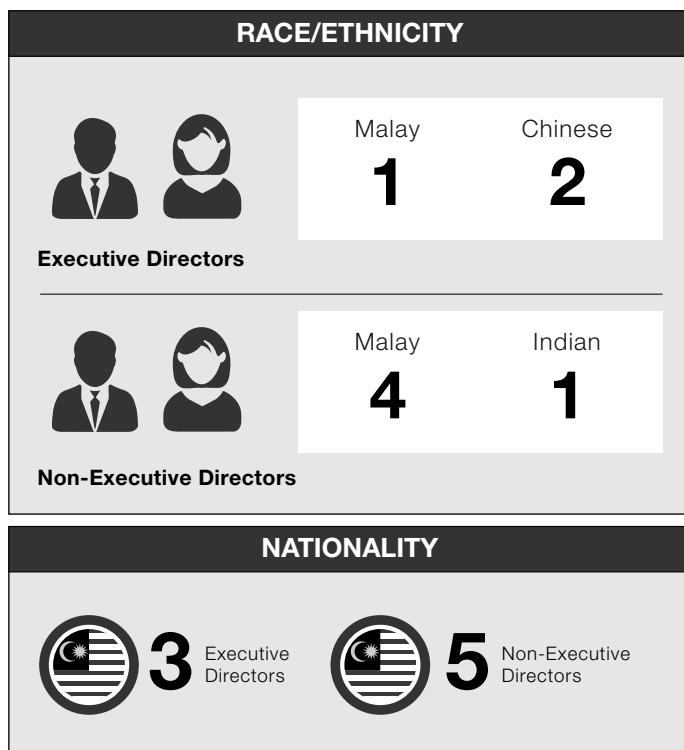 RACE/ETHNICITY
Malay Chinese
1 2
Executive Directors
Malay Indian
4 1
Non-Executive Directors
NATIONALITY
3 Executive Directors
5 Non-Executive Directors